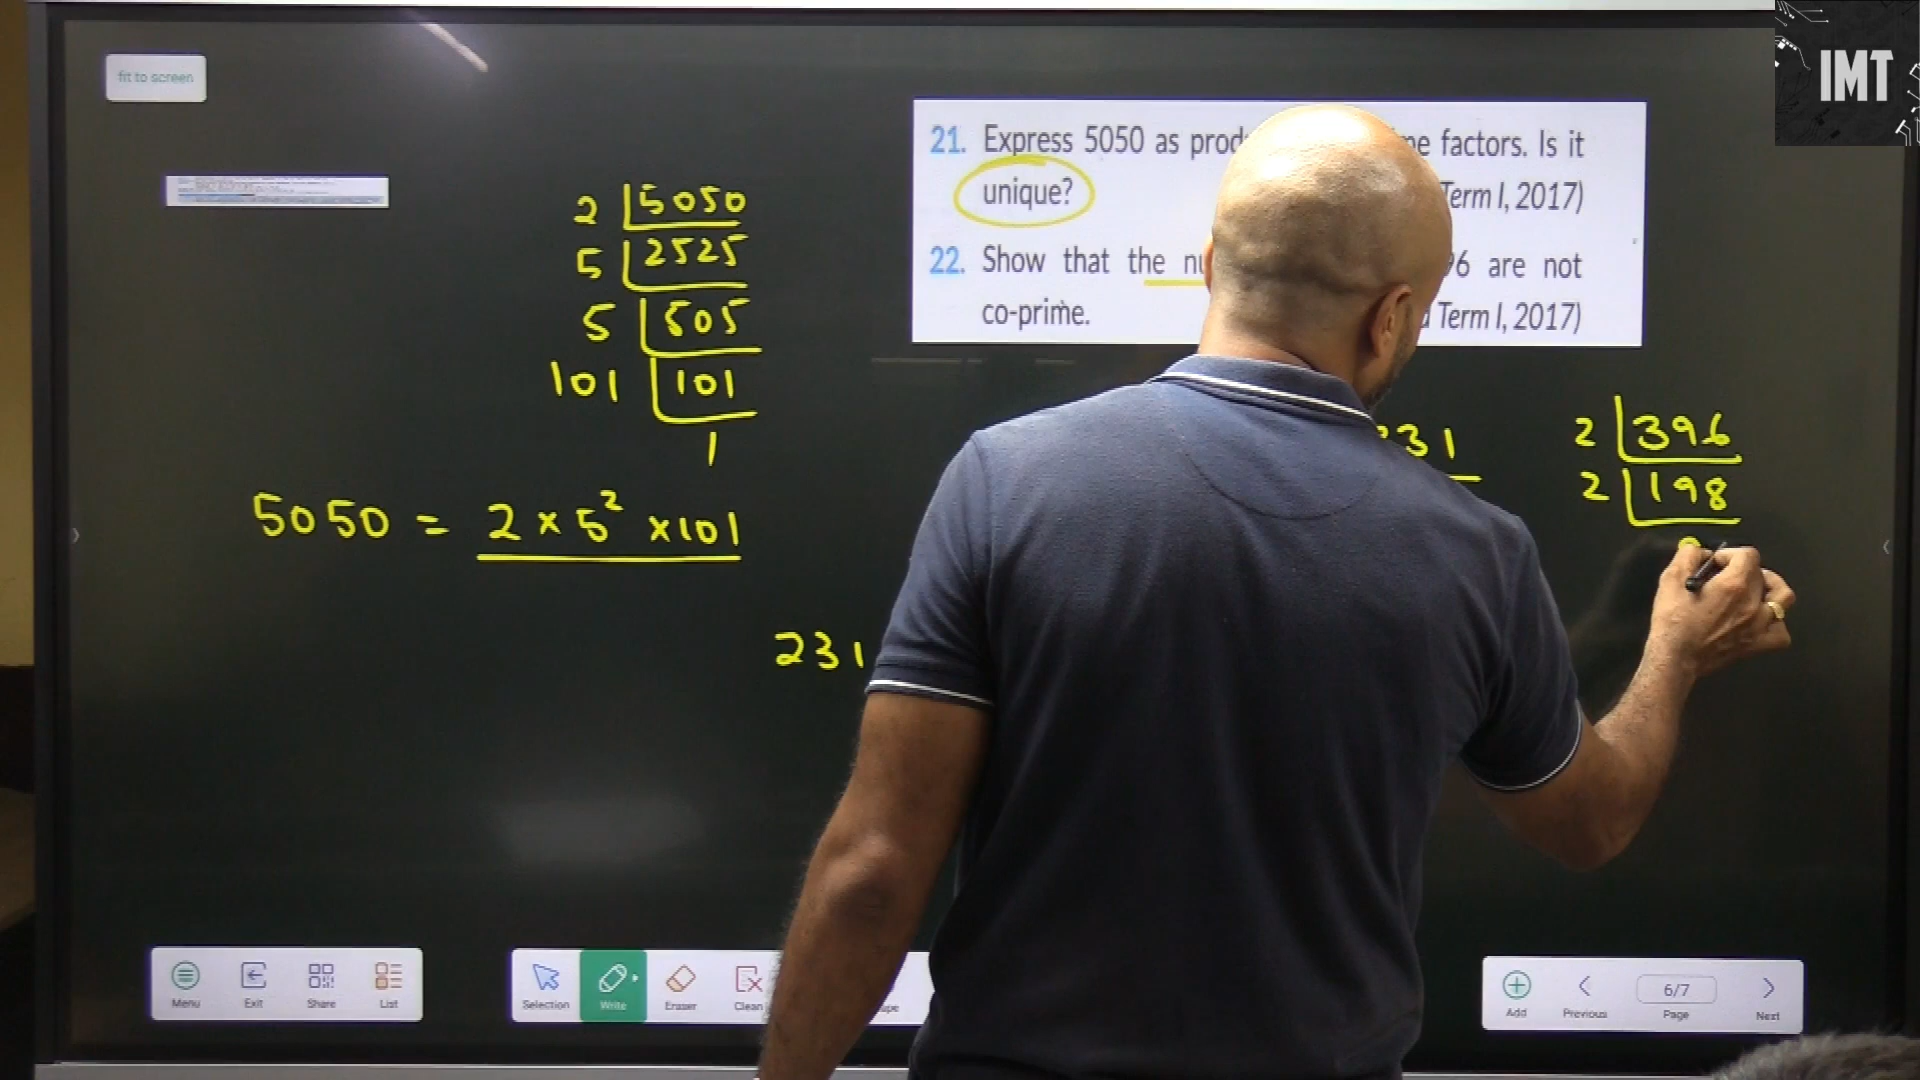 IMT
fit to screen
21. Express 5050 as factors. Is it
unique? Term I, 2017)
22. Show that the 96 are not
co-prime. Term I, 2017)
2 5050
5 2525
5 505
101 101
1
5050 = 2 × 5² × 101
231
31
2 396
2 198
Menu Exit Share List
Selection Write Eraser Clean
Add Previous 6/7 Page Next